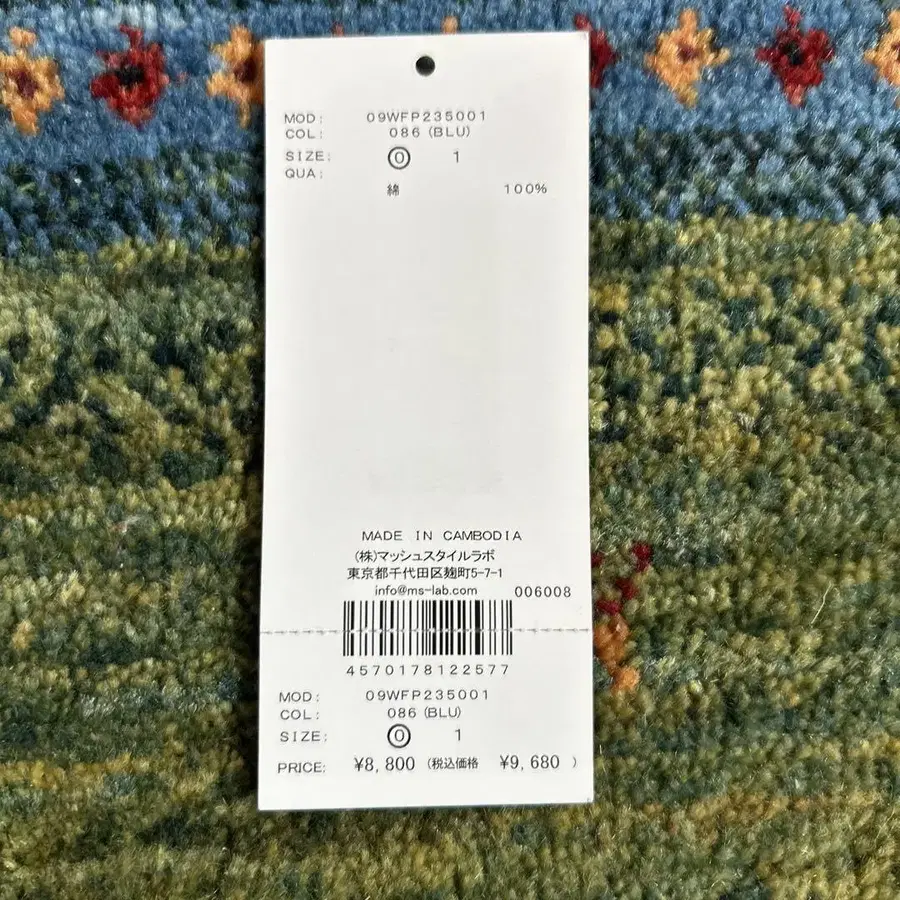 MOD: 09WFP235001
COL: 086 (BLU)
SIZE: 0 1
QUA:
綿 100%
MADE IN CAMBODIA
(株)マッシュスタイルラボ
東京都千代田区麹町5-7-1
info@ms-lab.com 006008
4570178122577
MOD: 09WFP235001
COL: 086 (BLU)
SIZE: 0 1
PRICE: ¥8,800 (税込価格 ¥9,680 )